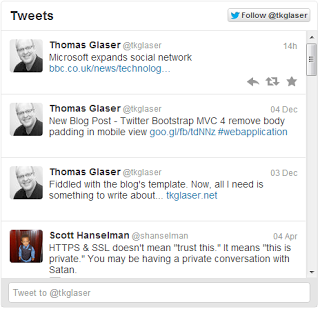 Tweets
Follow @tkglaser
Thomas Glaser @tkglaser 14h
Microsoft expands social network
bbc.co.uk/news/technolog...
Thomas Glaser @tkglaser 04 Dec
New Blog Post - Twitter Bootstrap MVC 4 remove body
padding in mobile view goo.gl/fb/tdNNz #webapplication
Thomas Glaser @tkglaser 03 Dec
Fiddled with the blog's template. Now, all I need is
something to write about... tkglaser.net
Scott Hanselman @shanselman 04 Apr
HTTPS & SSL doesn't mean "trust this." It means "this is
private." You may be having a private conversation with
Satan.
Tweet to @tkglaser